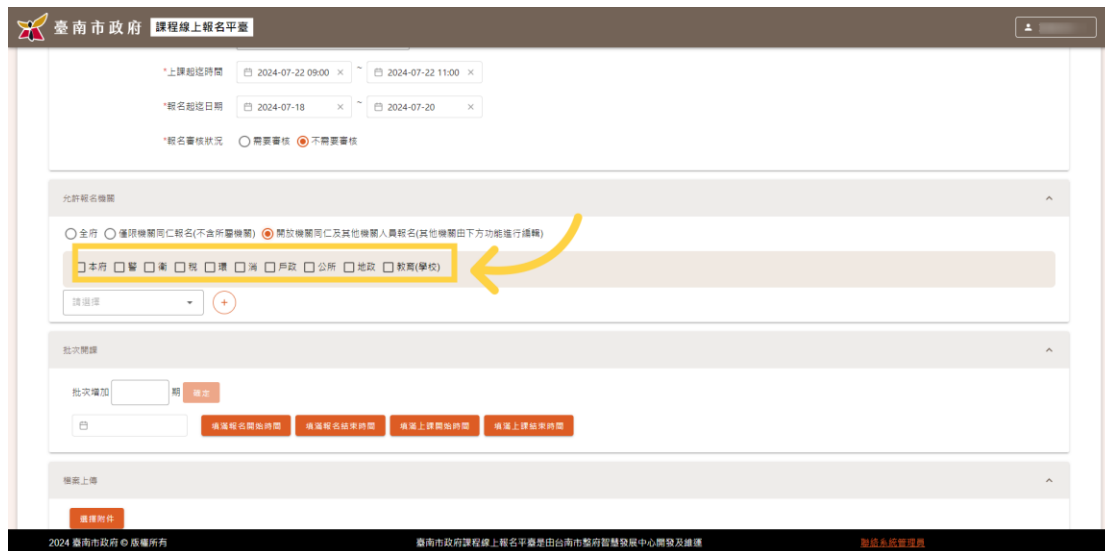 臺南市政府 課程線上報名平臺
*上課起迄時間 2024-07-22 09:00 × ~ 2024-07-22 11:00 ×
*報名起迄日期 2024-07-18 × ~ 2024-07-20 ×
*報名審核狀況 需要審核 不需要審核
允許報名機關
全府 僅限機關同仁報名(不含所屬機關) 開放機關同仁及其他機關人員報名(其他機關由下方功能進行編輯)
本府 警 衛 稅 環 消 戶政 公所 地政 教育(學校)
請選擇 +
批次開課
批次增加 期 確定
填滿報名開始時間 填滿報名結束時間 填滿上課開始時間 填滿上課結束時間
檔案上傳
選擇附件
2024 臺南市政府 © 版權所有 臺南市政府課程線上報名平臺是由台南市政府智慧發展中心開發及維運 聯絡系統管理員